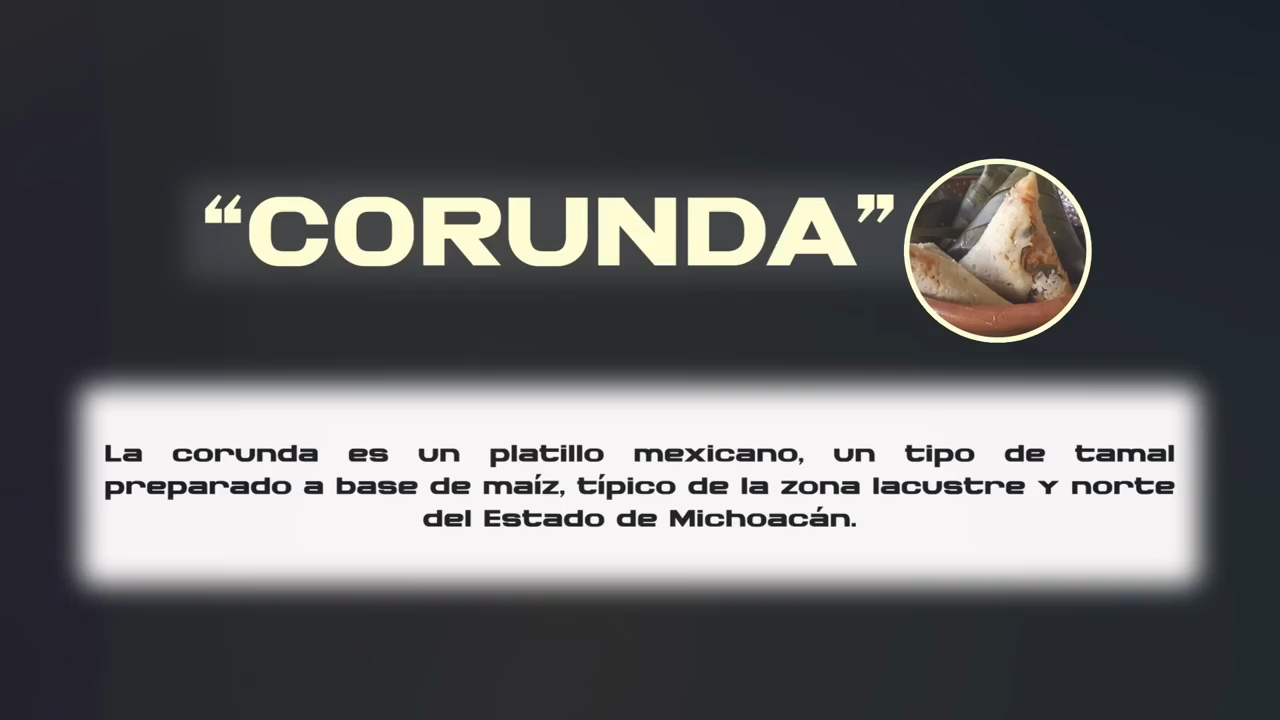 “CORUNDA”
La corunda es un platillo mexicano, un tipo de tamal
preparado a base de maíz, típico de la zona lacustre y norte
del Estado de Michoacán.